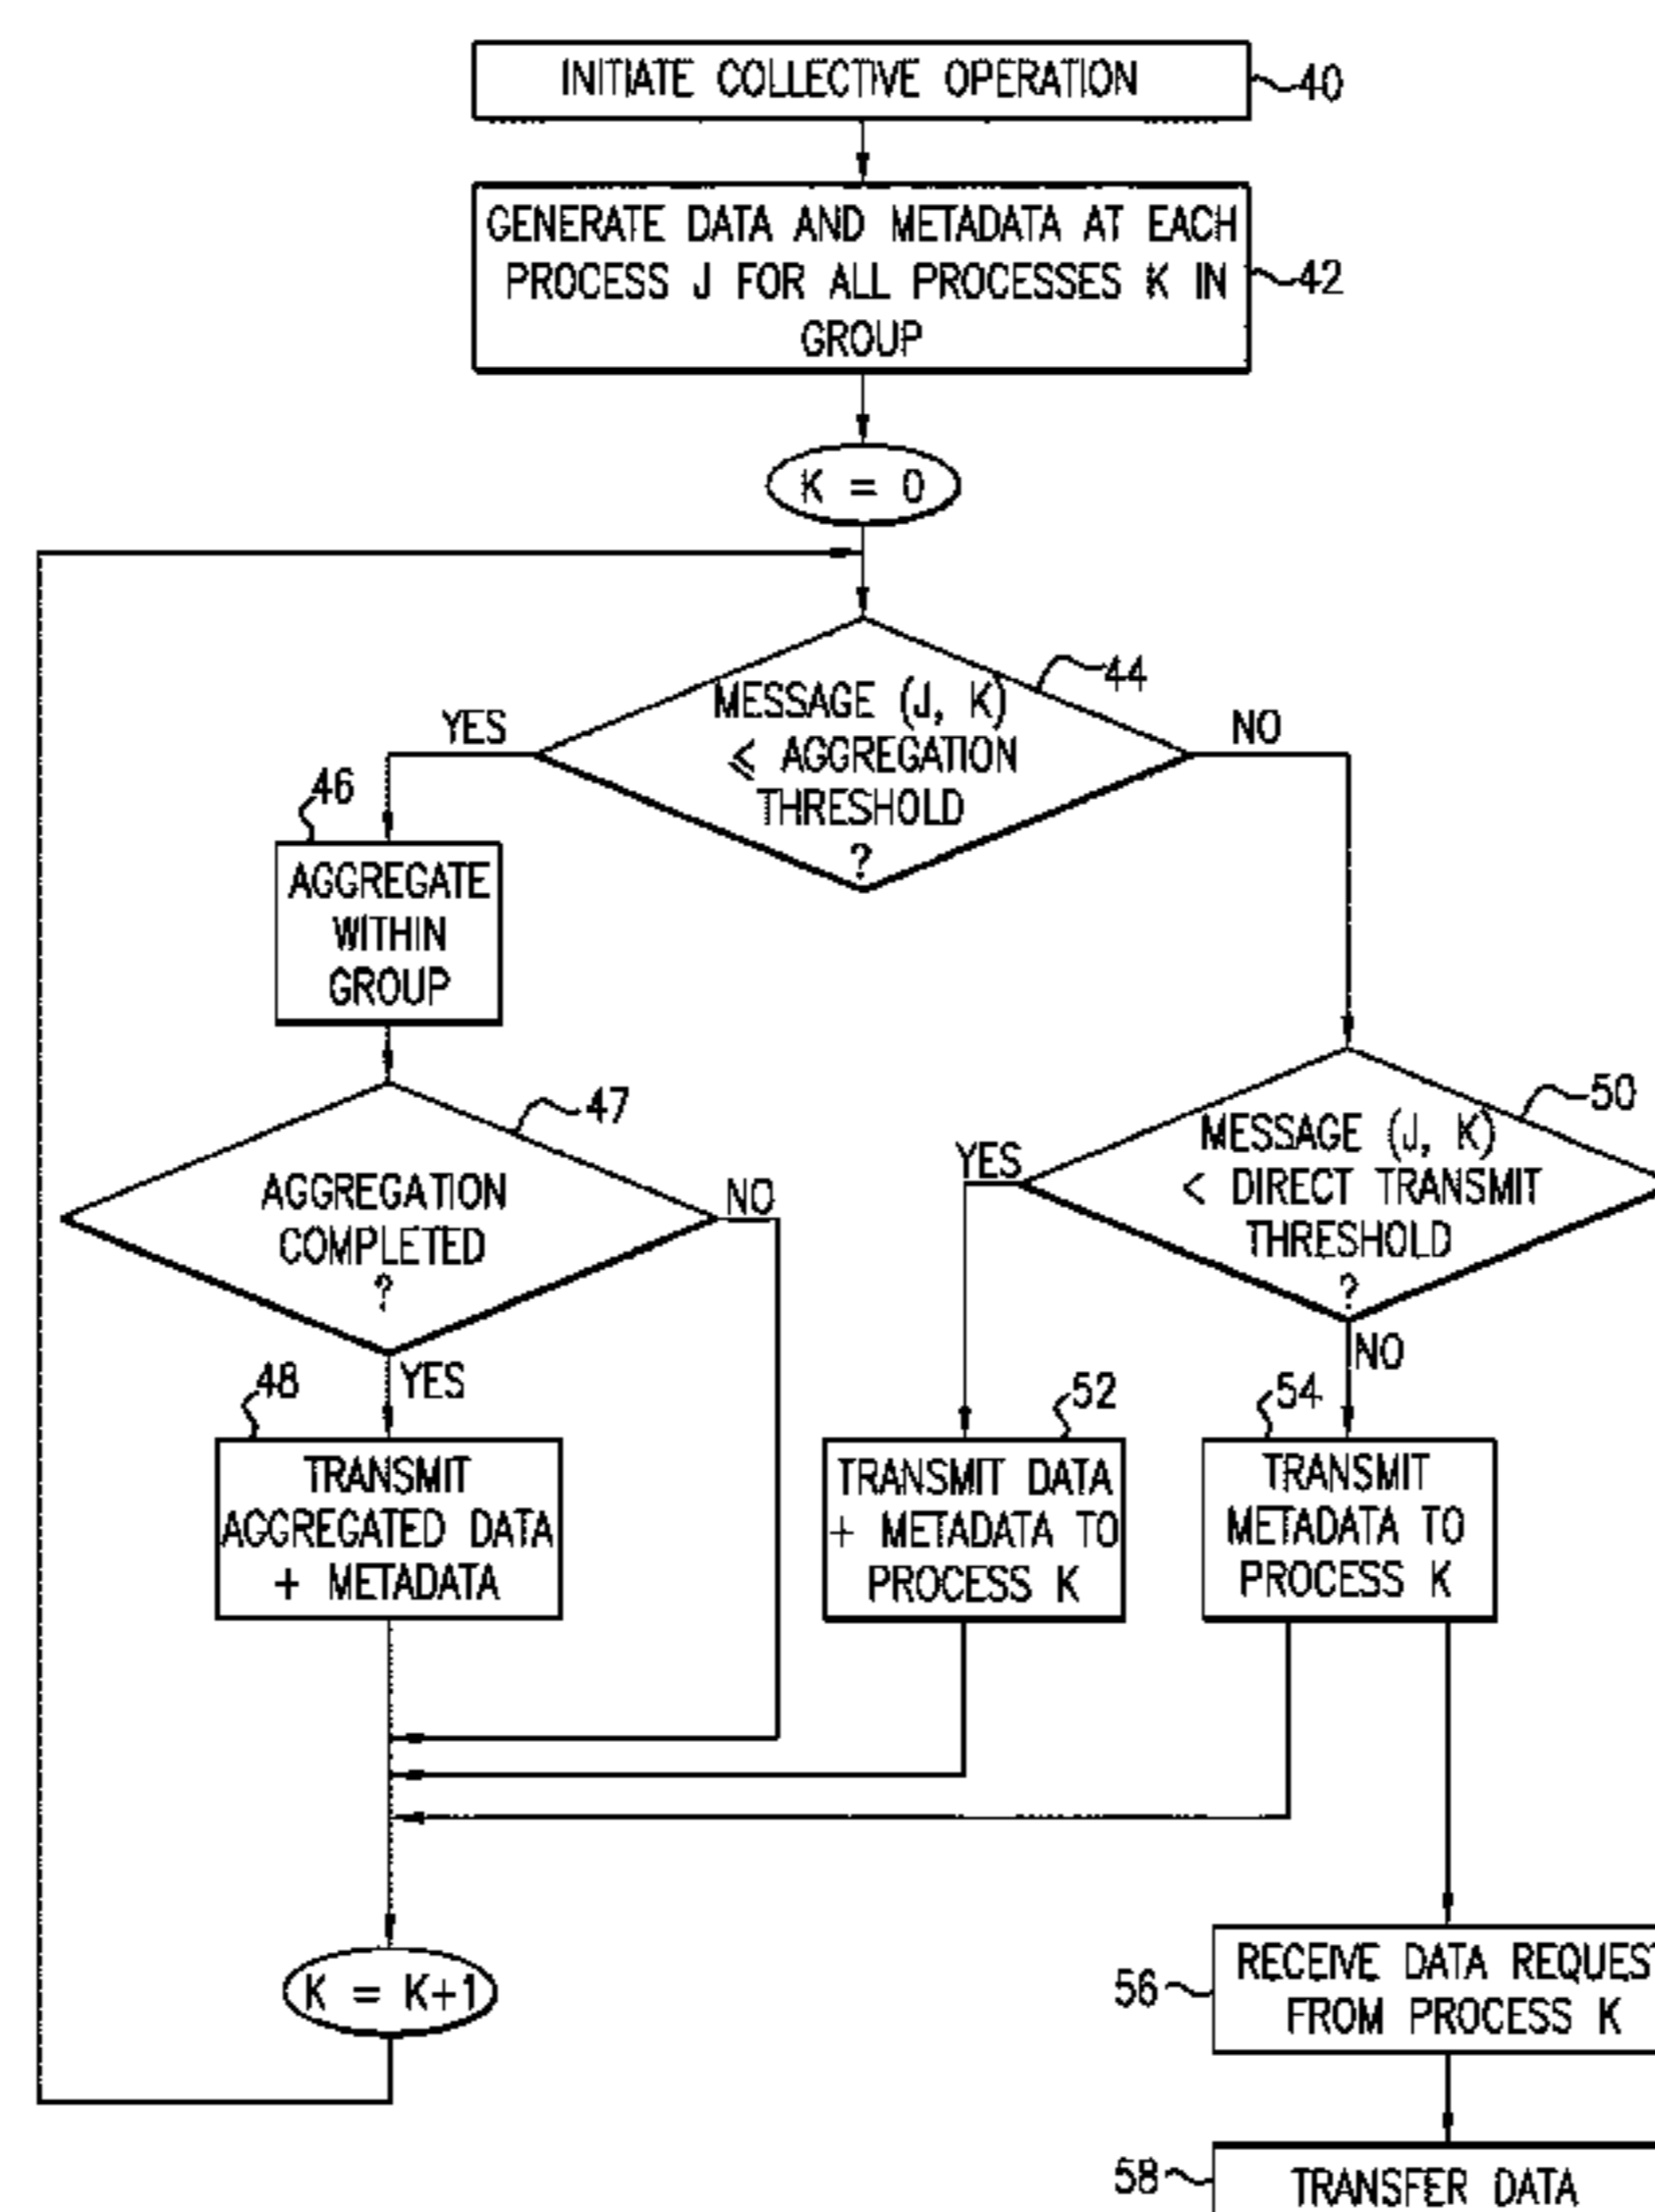 INITIATE COLLECTIVE OPERATION
40
GENERATE DATA AND METADATA AT EACH
PROCESS J FOR ALL PROCESSES K IN
GROUP
42
K = 0
MESSAGE (J, K)
⩽ AGGREGATION
THRESHOLD
?
44
YES
NO
46
AGGREGATE
WITHIN
GROUP
47
AGGREGATION
COMPLETED
?
NO
YES
50
MESSAGE (J, K)
< DIRECT TRANSMIT
THRESHOLD
?
YES
NO
48
TRANSMIT
AGGREGATED DATA
+ METADATA
52
TRANSMIT DATA
+ METADATA TO
PROCESS K
54
TRANSMIT
METADATA TO
PROCESS K
K = K+1
56
RECEIVE DATA REQUEST
FROM PROCESS K
58
TRANSFER DATA